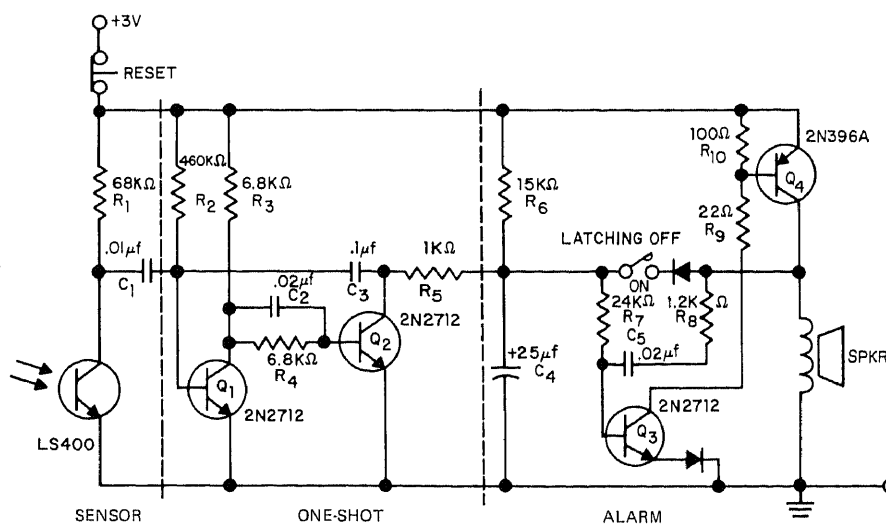 +3V
RESET
68KΩ
R1
460KΩ
R2
6.8KΩ
R3
15KΩ
R6
100Ω
R10
2N396A
Q4
22Ω
R9
LATCHING OFF
ON
.01µf
C1
.1µf
C3
1KΩ
R5
.02µf
C2
2N2712
Q2
6.8KΩ
R4
24KΩ
R7
1.2K Ω
R8
C5
.02µf
SPKR
+25µf
C4
Q1
2N2712
2N2712
Q3
LS400
SENSOR
ONE-SHOT
ALARM